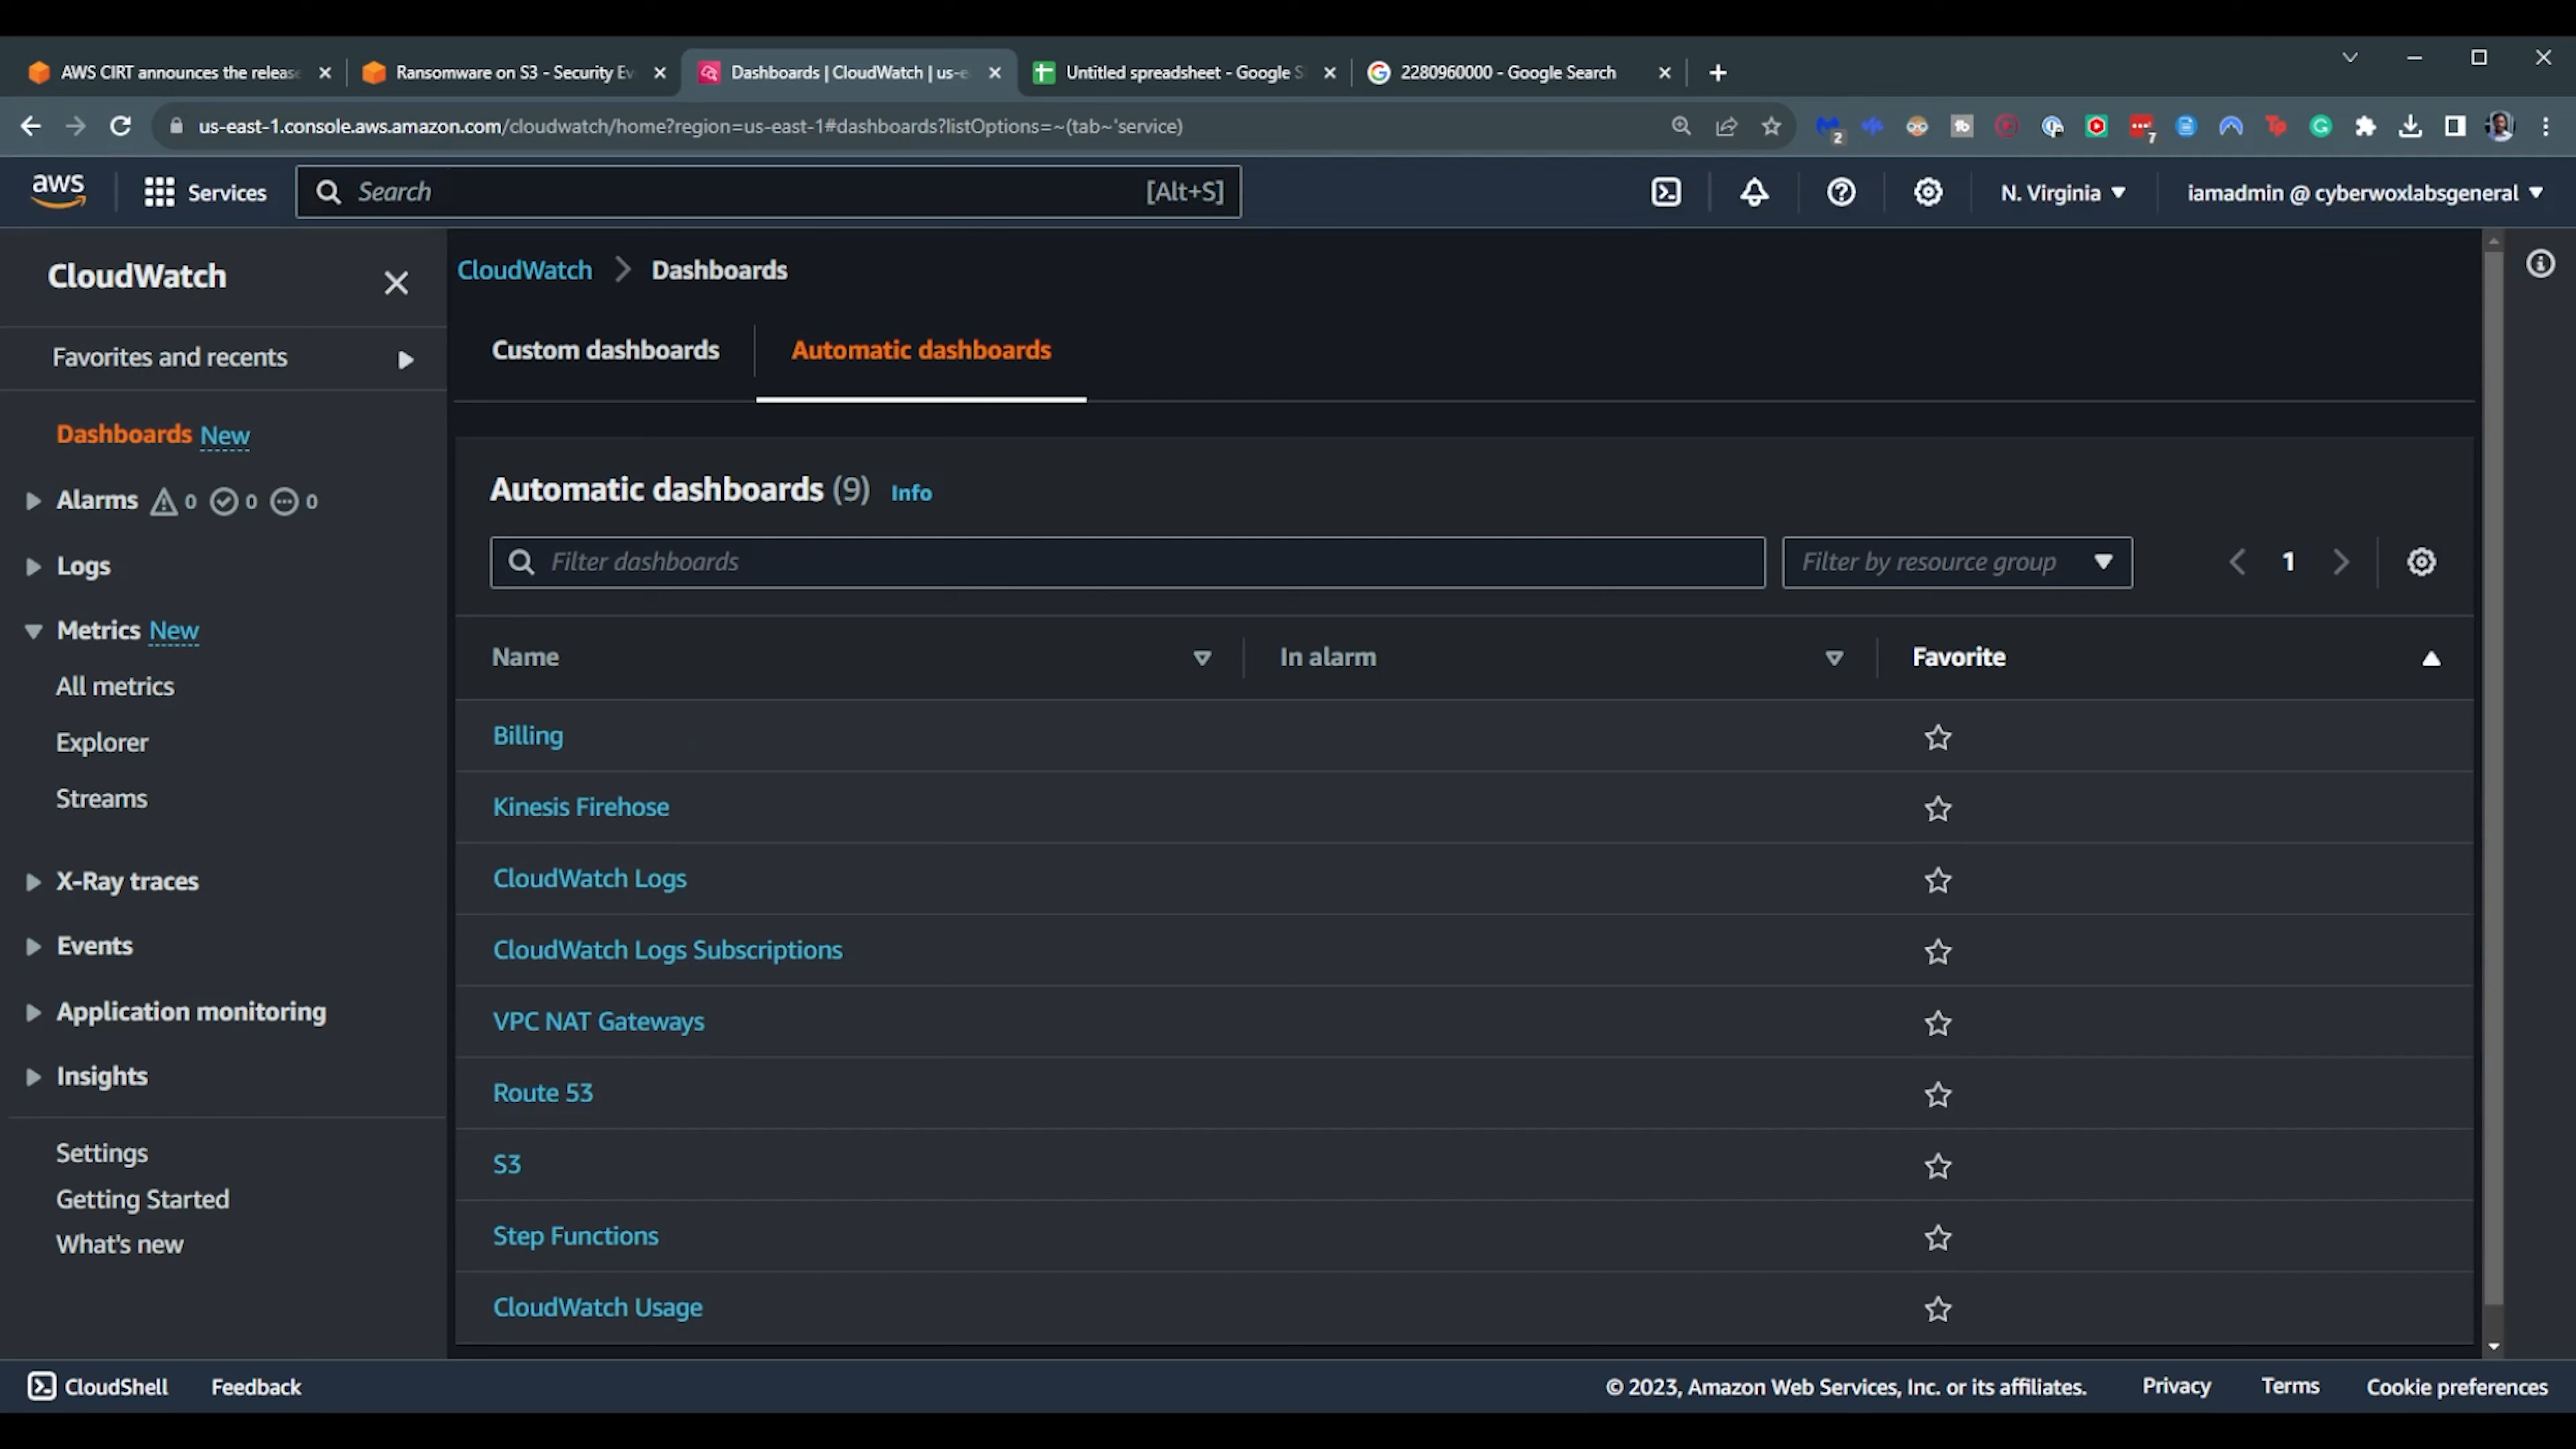 AWS CIRT announces the release
Ransomware on S3 - Security Ev
Dashboards | CloudWatch | us-e
Untitled spreadsheet - Google S
2280960000 - Google Search
us-east-1.console.aws.amazon.com/cloudwatch/home?region=us-east-1#dashboards?listOptions=~(tab~'service)
2
7
aws
Services
Search
[Alt+S]
N. Virginia
iamadmin @ cyberwoxlabsgeneral
CloudWatch
Favorites and recents
Dashboards New
Alarms 0 0 0
Logs
Metrics New
All metrics
Explorer
Streams
X-Ray traces
Events
Application monitoring
Insights
Settings
Getting Started
What's new
CloudWatch > Dashboards
Custom dashboards
Automatic dashboards
Automatic dashboards (9) Info
Filter dashboards
Filter by resource group
1
Name
In alarm
Favorite
Billing
Kinesis Firehose
CloudWatch Logs
CloudWatch Logs Subscriptions
VPC NAT Gateways
Route 53
S3
Step Functions
CloudWatch Usage
CloudShell
Feedback
© 2023, Amazon Web Services, Inc. or its affiliates.
Privacy
Terms
Cookie preferences